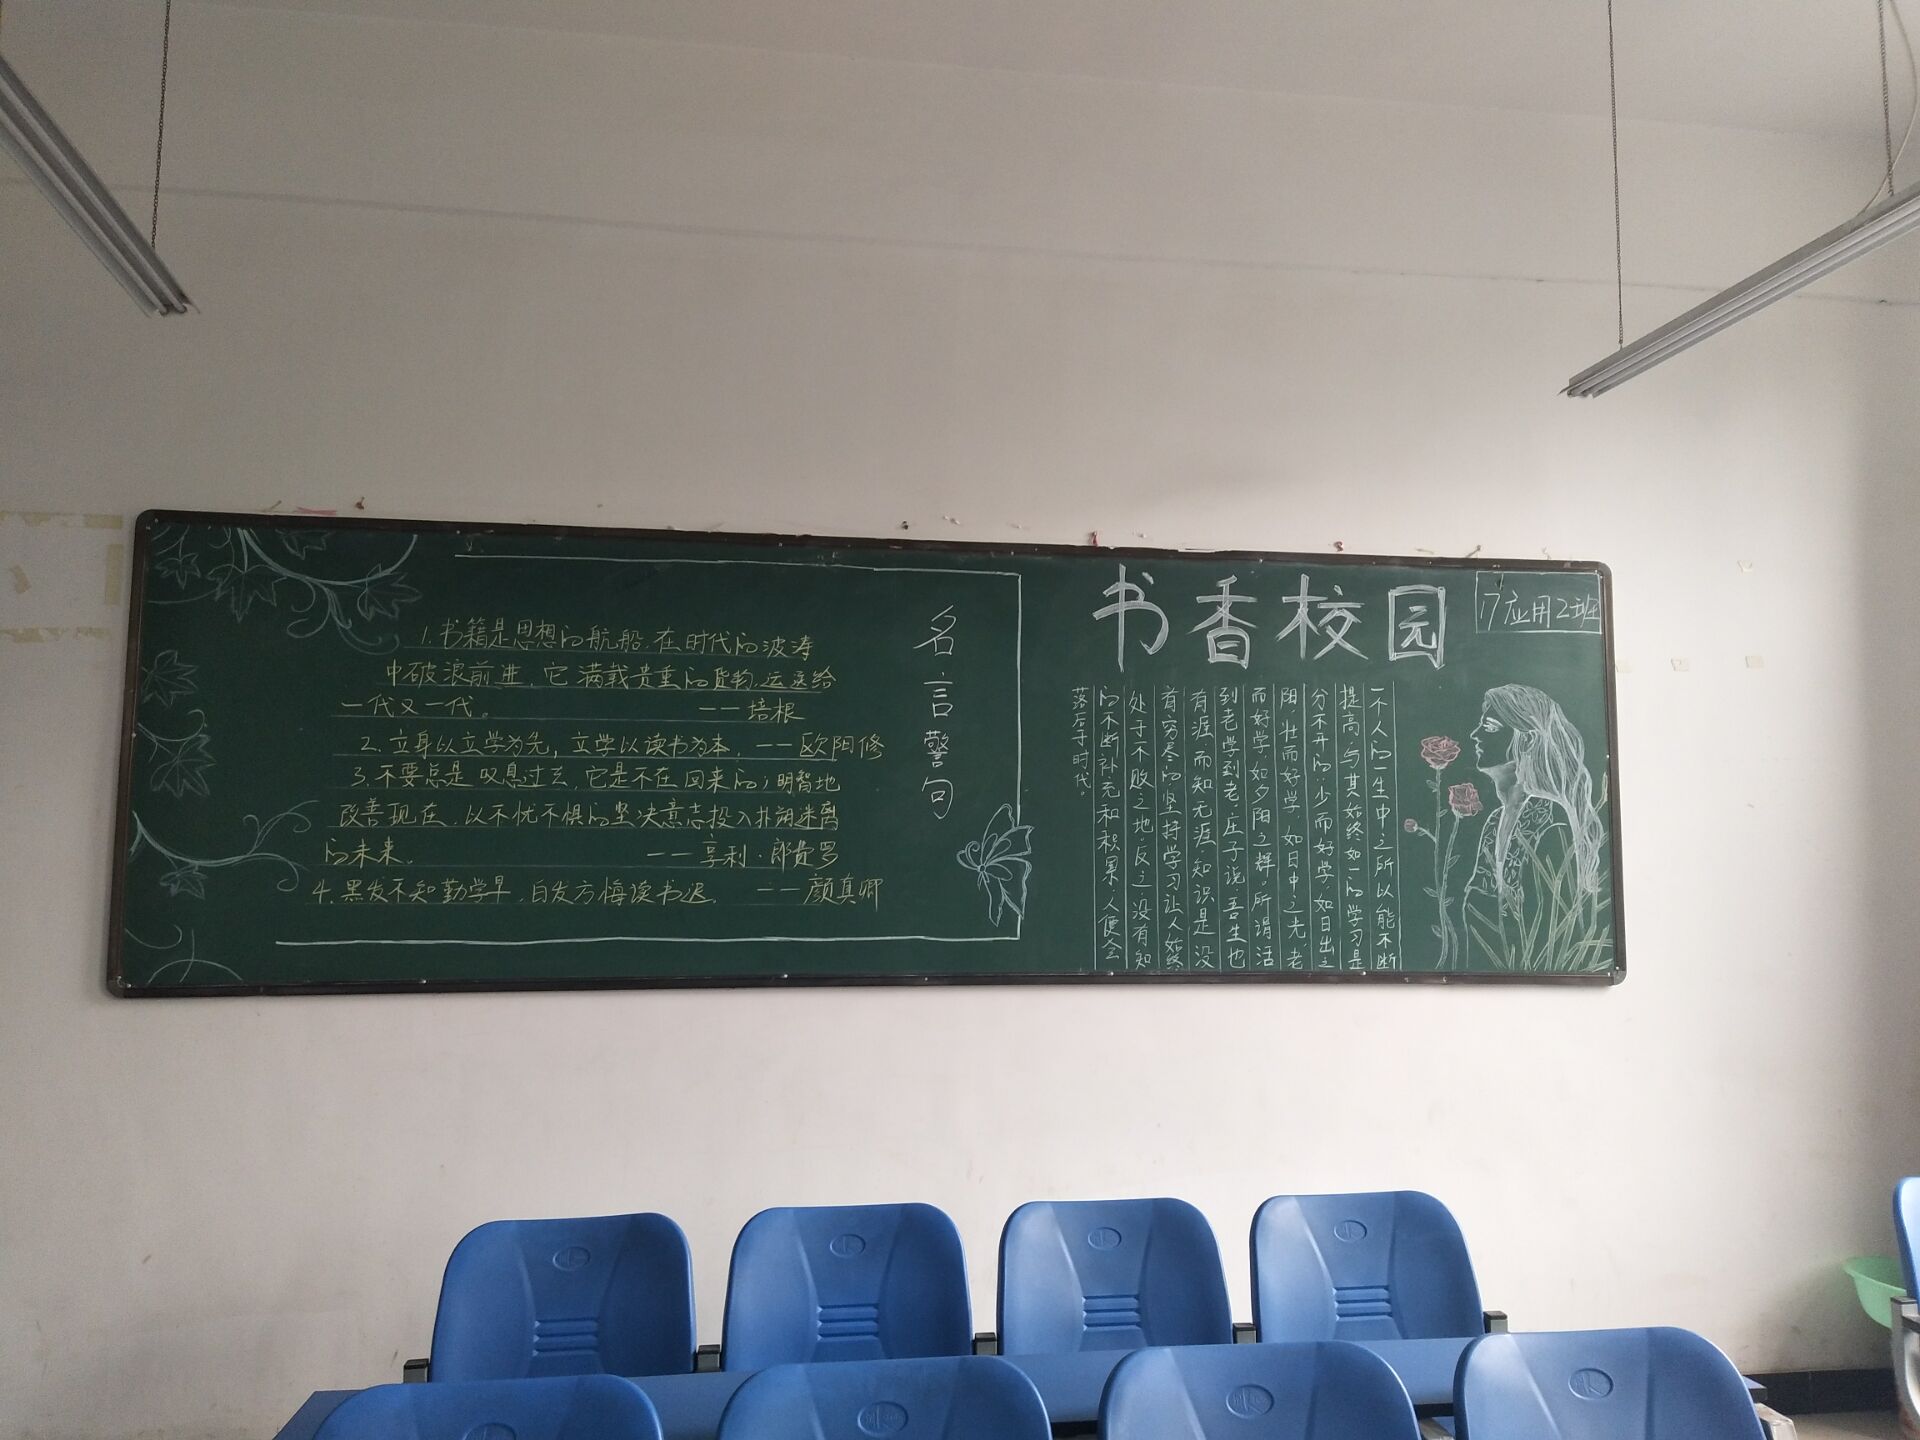 书香校园
17应用2班
一个人的一生中之所以能不断
提高,与其始终如一的学习是
分不开的:少而好学,如日出之
阳,壮而好学,如日中之光,老
而好学,如夕阳之辉。所谓活
到老学到老,庄子说:吾生也
有涯,而知无涯,知识是没
有穷尽的,坚持学习让人始终
处于不败之地。反之,没有知
的不断补充和积累,人便会
落后于时代。
名言警句
1.书籍是思想的航船,在时代的波涛
中破浪前进,它满载贵重的货物,运送给
一代又一代。 ——培根
2.立身以立学为先,立学以读书为本。——欧阳修
3.不要总是叹息过去,它是不在回来的;明智地
改善现在,以不忧不惧的坚决意志投入扑朔迷离
的未来。 ——亨利·郎费罗
4.黑发不知勤学早,白发方悔读书迟。 ——颜真卿